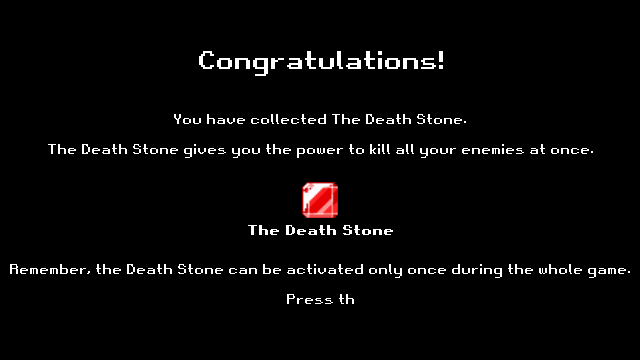 Congratulations!
You have collected The Death Stone.
The Death Stone gives you the power to kill all your enemies at once.
The Death Stone
Remember, the Death Stone can be activated only once during the whole game.
Press th